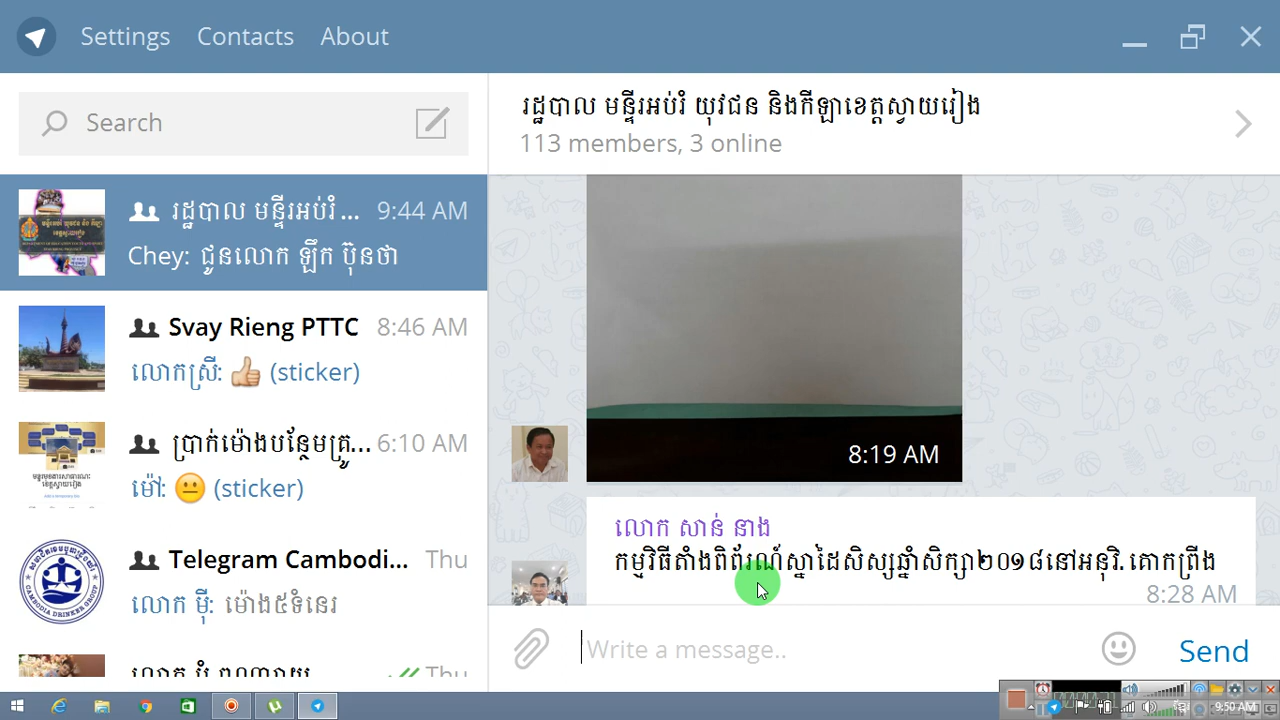 Settings Contacts About
Search
រដ្ឋបាល មន្ទីរអប់រំ យុវជន និងកីឡាខេត្តស្វាយរៀង
113 members, 3 online
រដ្ឋបាល មន្ទីរអប់រំ... 9:44 AM
Chey: ជូនលោក ឡឹក ប៊ុនថា
Svay Rieng PTTC 8:46 AM
លោកស្រី: (sticker)
ប្រាក់ម៉ោងបន្ថែមគ្រូ... 6:10 AM
ម៉ៅ: (sticker)
Telegram Cambodi... Thu
លោក ម៉ី: ម៉ោង៥ទំនេរ
Thu
8:19 AM
លោក សាន់ នាង
កម្មវិធីតាំងពិព័រណ៍ស្នាដៃសិស្សឆ្នាំសិក្សា២០១៨នៅអនុវិ.គោកព្រីង
8:28 AM
Write a message..
Send
9:50 AM